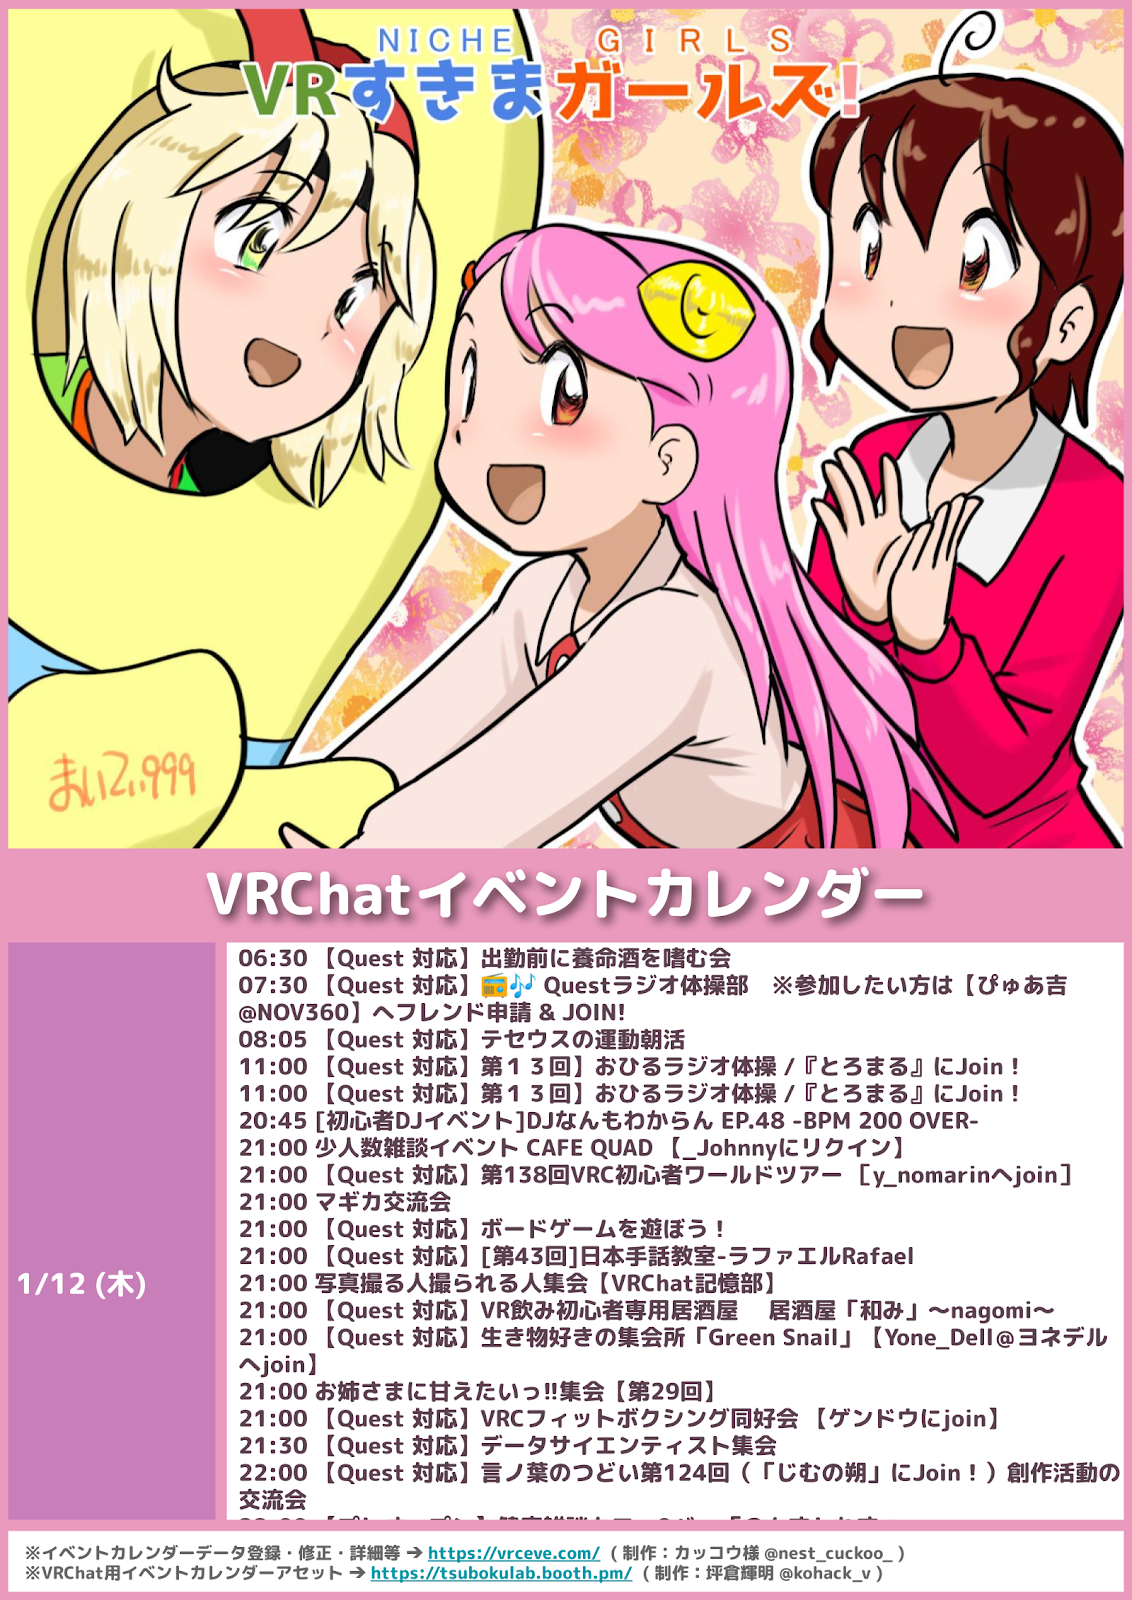 NICHE GIRLS
VRすきまガールズ!
まいてぃ999
VRChatイベントカレンダー
1/12 (木)
06:30 【Quest 対応】出勤前に養命酒を嗜む会
07:30 【Quest 対応】📻🎶 Questラジオ体操部　※参加したい方は【ぴゅあ吉
@NOV360】へフレンド申請 & JOIN!
08:05 【Quest 対応】テセウスの運動朝活
11:00 【Quest 対応】第１３回】おひるラジオ体操 /『とろまる』にJoin！
11:00 【Quest 対応】第１３回】おひるラジオ体操 /『とろまる』にJoin！
20:45 [初心者DJイベント]DJなんもわからん EP.48 -BPM 200 OVER-
21:00 少人数雑談イベント CAFE QUAD 【_Johnnyにリクイン】
21:00 【Quest 対応】第138回VRC初心者ワールドツアー ［y_nomarinへjoin］
21:00 マギカ交流会
21:00 【Quest 対応】ボードゲームを遊ぼう！
21:00 【Quest 対応】[第43回]日本手話教室-ラファエルRafael
21:00 写真撮る人撮られる人集会【VRChat記憶部】
21:00 【Quest 対応】VR飲み初心者専用居酒屋　居酒屋「和み」～nagomi～
21:00 【Quest 対応】生き物好きの集会所「Green Snail」【Yone_Dell@ヨネデル
へjoin】
21:00 お姉さまに甘えたいっ!!集会【第29回】
21:00 【Quest 対応】VRCフィットボクシング同好会 【ゲンドウにjoin】
21:30 【Quest 対応】データサイエンティスト集会
22:00 【Quest 対応】言ノ葉のつどい第124回（「じむの朔」にJoin！）創作活動の
交流会
※イベントカレンダーデータ登録・修正・詳細等 ➔ https://vrceve.com/ （ 制作：カッコウ様 @nest_cuckoo_ ）
※VRChat用イベントカレンダーアセット ➔ https://tsubokulab.booth.pm/ （ 制作：坪倉輝明 @kohack_v ）